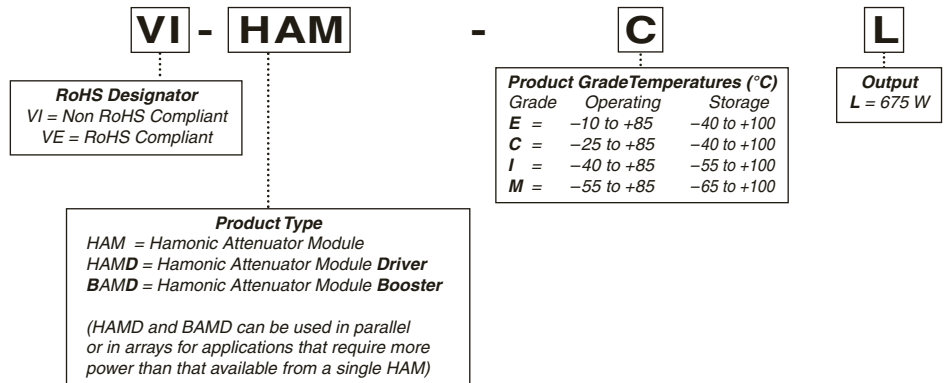 VI - HAM - C L
RoHS Designator
VI = Non RoHS Compliant
VE = RoHS Compliant
Product GradeTemperatures (°C)
Grade Operating Storage
E = –10 to +85 –40 to +100
C = –25 to +85 –40 to +100
I = –40 to +85 –55 to +100
M = –55 to +85 –65 to +100
Output
L = 675 W
Product Type
HAM = Hamonic Attenuator Module
HAMD = Hamonic Attenuator Module Driver
BAMD = Hamonic Attenuator Module Booster
(HAMD and BAMD can be used in parallel
or in arrays for applications that require more
power than that available from a single HAM)